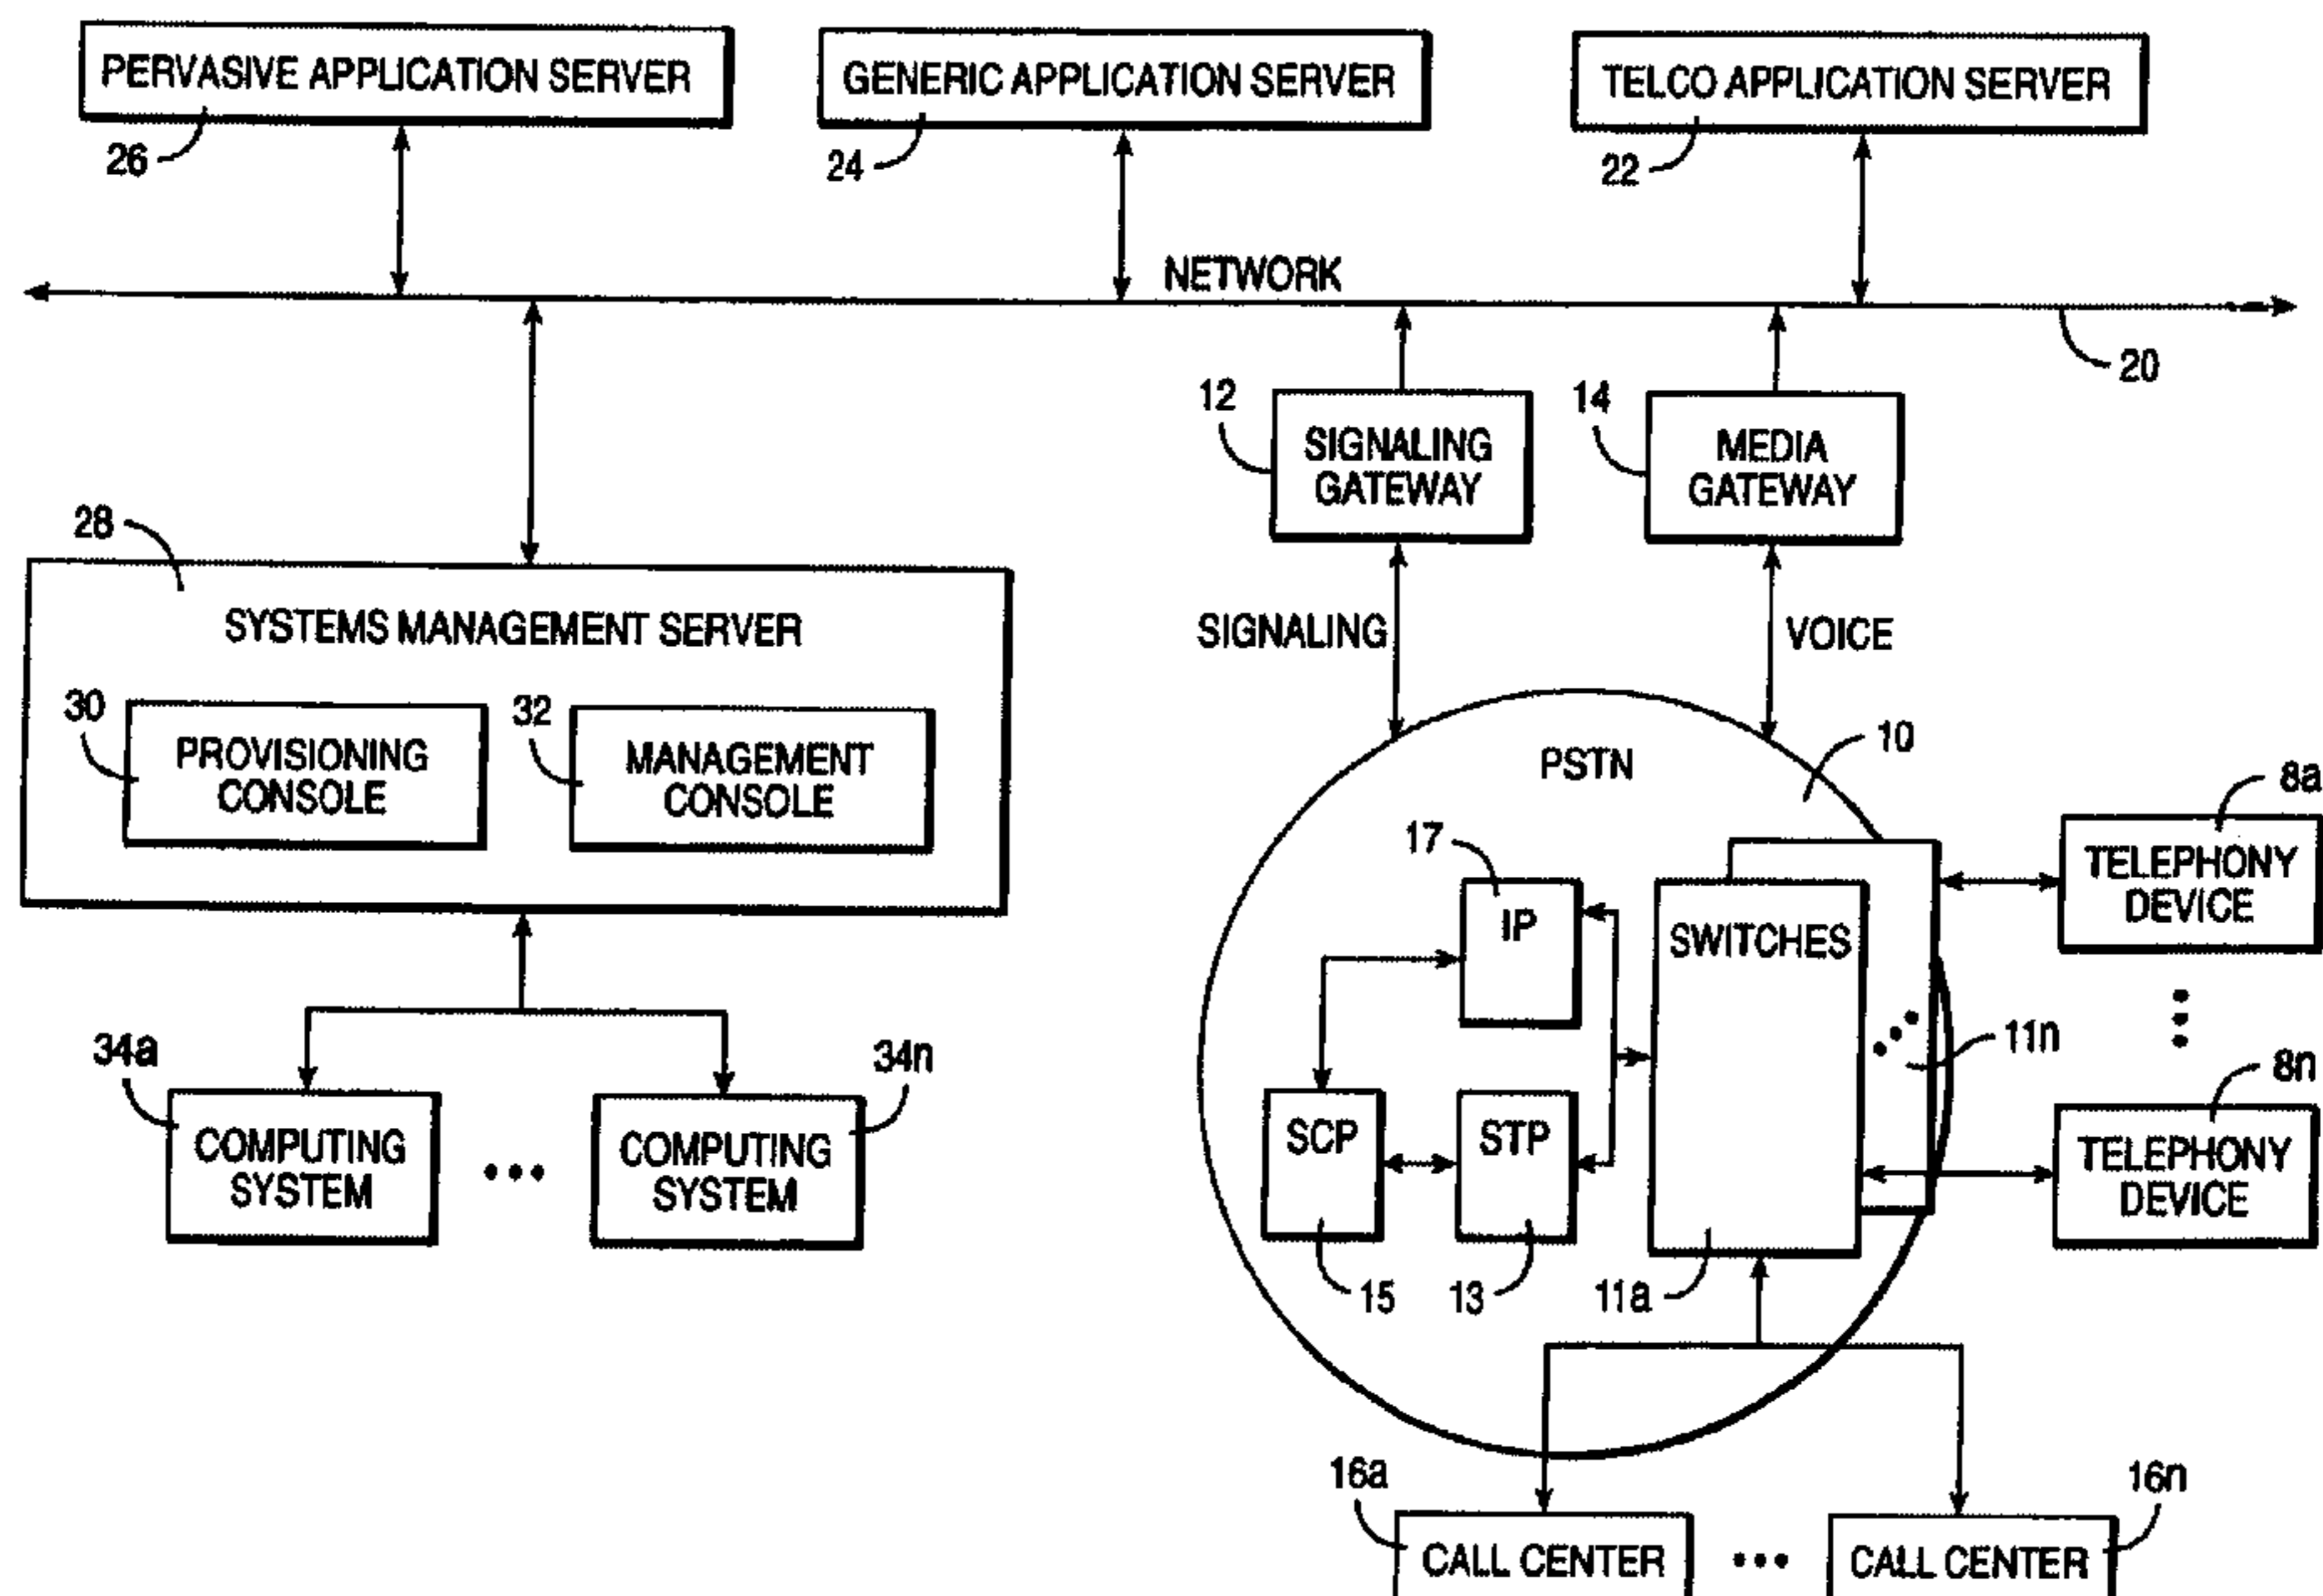 PERVASIVE APPLICATION SERVER
GENERIC APPLICATION SERVER
TELCO APPLICATION SERVER
26
24
22
NETWORK
20
12
SIGNALING
GATEWAY
14
MEDIA
GATEWAY
28
SYSTEMS MANAGEMENT SERVER
30
PROVISIONING
CONSOLE
32
MANAGEMENT
CONSOLE
SIGNALING
VOICE
PSTN
10
17
IP
SWITCHES
8a
TELEPHONY
DEVICE
11n
8n
TELEPHONY
DEVICE
34a
COMPUTING
SYSTEM
34n
COMPUTING
SYSTEM
SCP
STP
15
13
11a
16a
CALL CENTER
16n
CALL CENTER